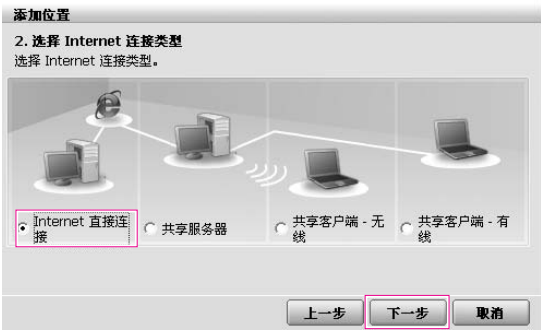 添加位置
2. 选择 Internet 连接类型
选择 Internet 连接类型。
Internet 直接连
接
共享服务器
共享客户端 - 无
线
共享客户端 - 有
线
上一步
下一步
取消